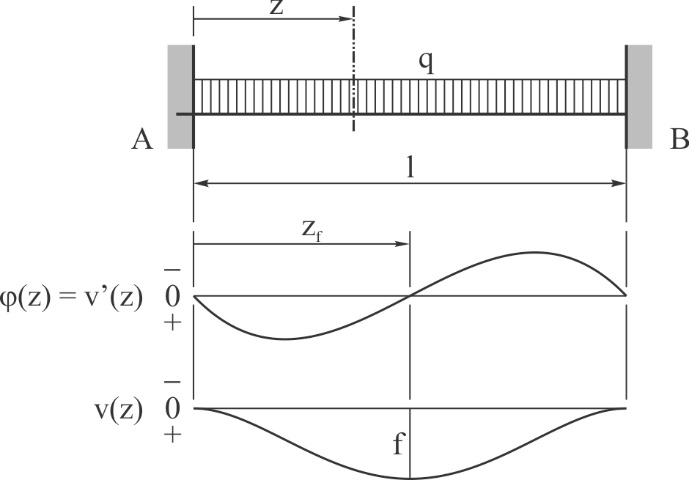 z
q
A
B
l
z_f
−
φ(z) = v’(z) 0
+
−
v(z) 0
+
f